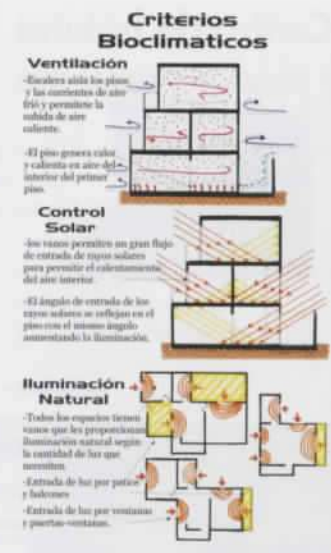 Criterios
Bioclimaticos
Ventilación
-Escalera aisla los pisos
y las corrientes de aire
frió y permitene la
subida de aire
caliente.
-El piso genera calor
y calienta en aire del
interior del primer
piso.
Control
Solar
-los vanos permiten un gran flujo
de entrada de rayos solares
para permitir el calentamiento
del aire interior.
-El ángulo de entrada de los
rayos solares se reflejan en el
piso con el mismo ángulo
aumentando la iluminación.
Iluminación
Natural
-Todos los espacios tienen
vanos que les proporcionan
iluminación natural según
la cantidad de luz que
necesiten.
-Entrada de luz por patios
y balcones
-Entrada de luz por ventanas
y puertas-ventanas.